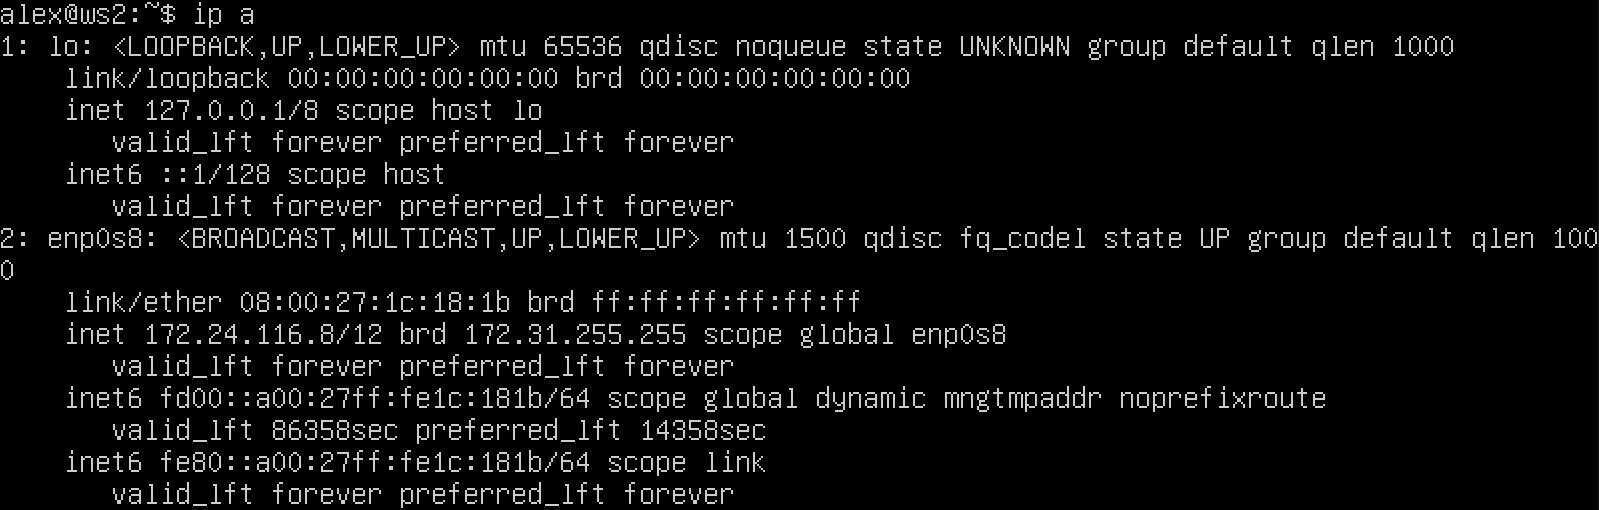 alex@ws2:~$ ip a
1: lo: <LOOPBACK,UP,LOWER_UP> mtu 65536 qdisc noqueue state UNKNOWN group default qlen 1000
    link/loopback 00:00:00:00:00:00 brd 00:00:00:00:00:00
    inet 127.0.0.1/8 scope host lo
       valid_lft forever preferred_lft forever
    inet6 ::1/128 scope host
       valid_lft forever preferred_lft forever
2: enp0s8: <BROADCAST,MULTICAST,UP,LOWER_UP> mtu 1500 qdisc fq_codel state UP group default qlen 100
0
    link/ether 08:00:27:1c:18:1b brd ff:ff:ff:ff:ff:ff
    inet 172.24.116.8/12 brd 172.31.255.255 scope global enp0s8
       valid_lft forever preferred_lft forever
    inet6 fd00::a00:27ff:fe1c:181b/64 scope global dynamic mngtmpaddr noprefixroute
       valid_lft 86358sec preferred_lft 14358sec
    inet6 fe80::a00:27ff:fe1c:181b/64 scope link
       valid_lft forever preferred_lft forever